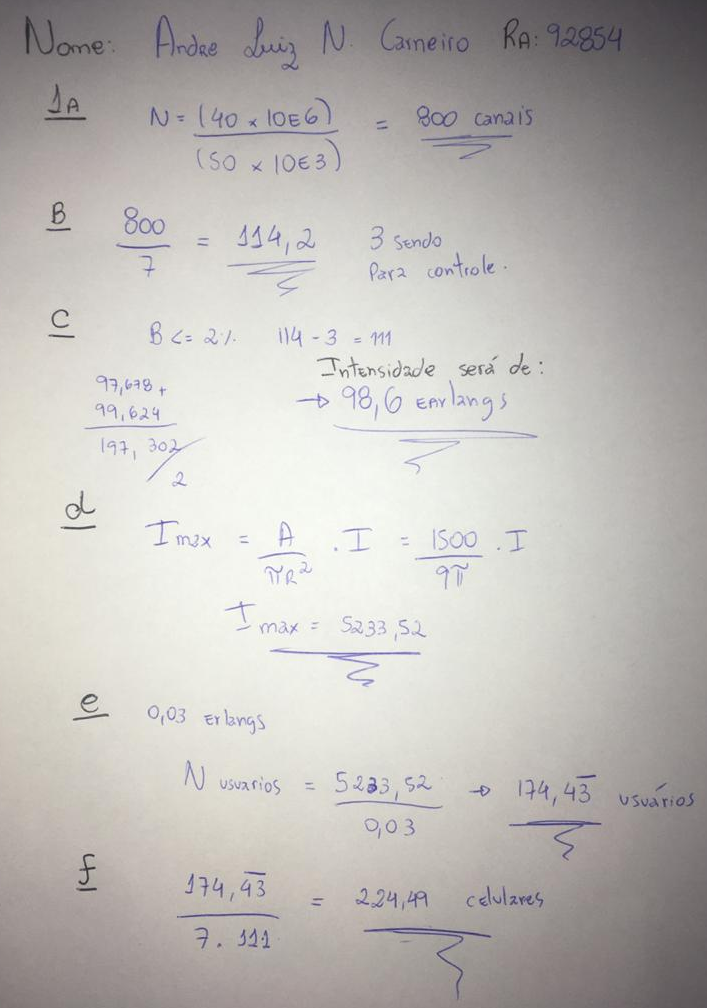 Nome: Andre Luiz N. Carneiro RA: 92854
1A
N = (40 x 10E6) / (50 x 10E3) = 800 canais
B
800 / 7 = 114,2 3 sendo
Para controle.
C
B <= 2% 114 - 3 = 111
97,678 +
99,624
197,302 / 2
Intensidade será de:
→ 98,6 EArlangs
d
Imax = A / πR² . I = 1500 / 9π . I
Imax = 5233,52
e
0,03 Erlangs
N usuarios = 5233,52 / 0,03 → 174,43 usuários
f
174,43 / 7. 111 = 224,49 celulares